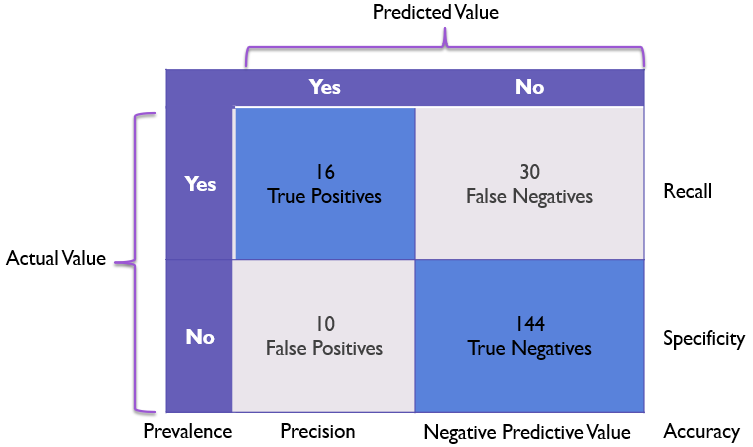 Predicted Value
Yes No
Yes
16
True Positives
30
False Negatives
Recall
Actual Value
No
10
False Positives
144
True Negatives
Specificity
Prevalence Precision Negative Predictive Value Accuracy